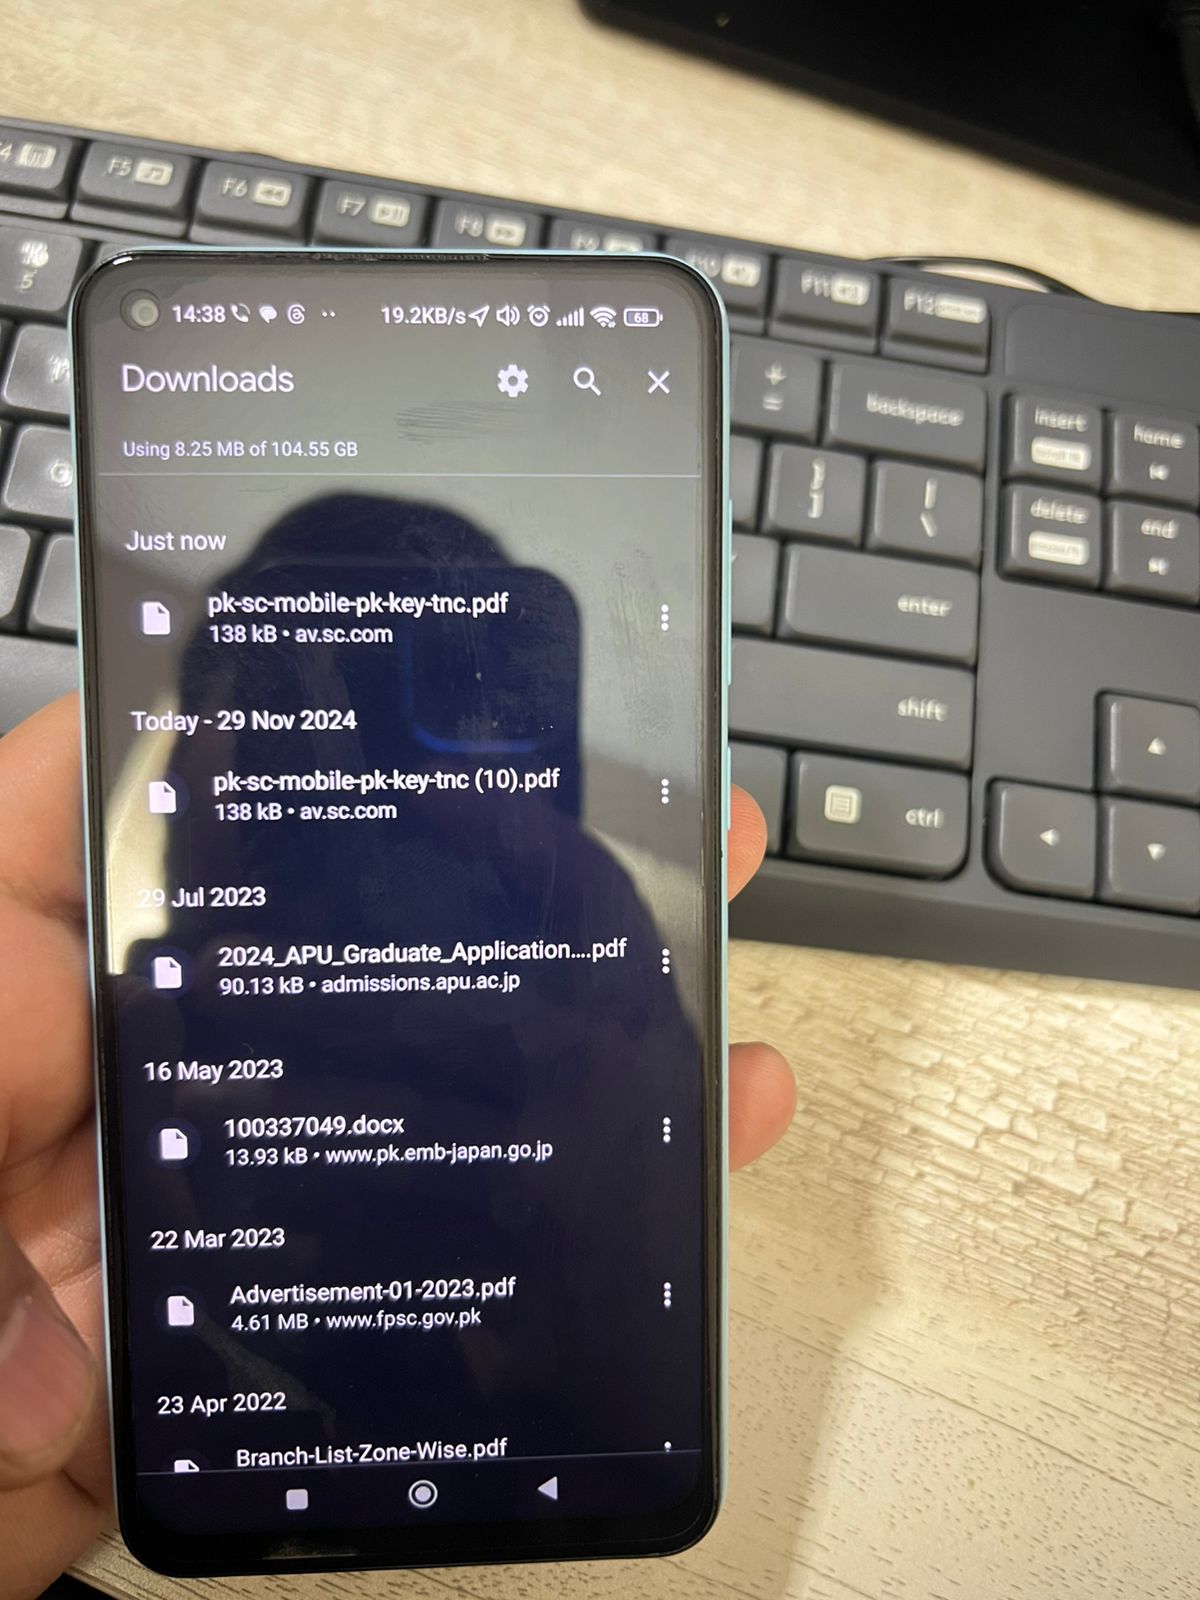 F5
F6
F7
F8
F11
F12
5
backspace
insert
home
delete
end
enter
shift
ctrl
=
}
]
|
\
14:38
19.2KB/s
68
Downloads
Using 8.25 MB of 104.55 GB
Just now
pk-sc-mobile-pk-key-tnc.pdf
138 kB • av.sc.com
Today - 29 Nov 2024
pk-sc-mobile-pk-key-tnc (10).pdf
138 kB • av.sc.com
29 Jul 2023
2024_APU_Graduate_Application....pdf
90.13 kB • admissions.apu.ac.jp
16 May 2023
100337049.docx
13.93 kB • www.pk.emb-japan.go.jp
22 Mar 2023
Advertisement-01-2023.pdf
4.61 MB • www.fpsc.gov.pk
23 Apr 2022
Branch-List-Zone-Wise.pdf